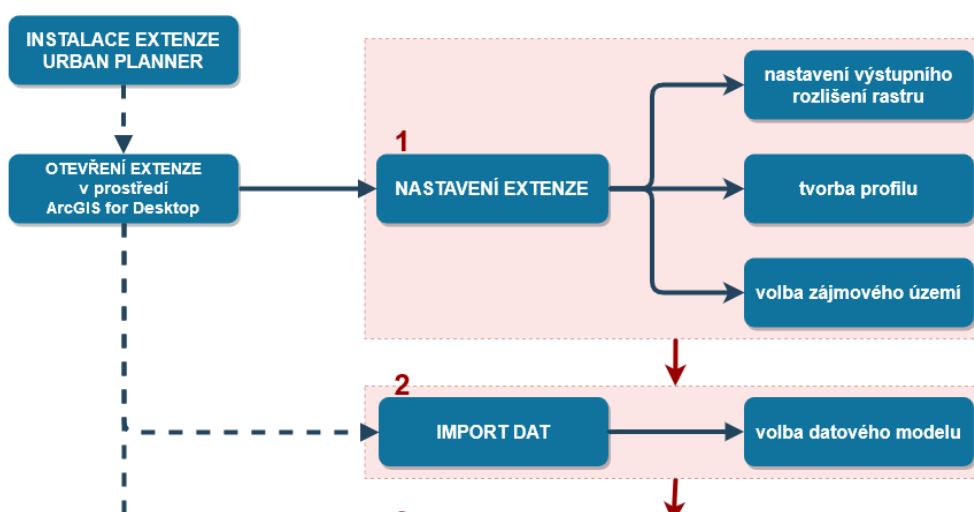 INSTALACE EXTENZE
URBAN PLANNER
OTEVŘENÍ EXTENZE
v prostředí
ArcGIS for Desktop
1
NASTAVENÍ EXTENZE
nastavení výstupního
rozlišení rastru
tvorba profilu
volba zájmového území
2
IMPORT DAT
volba datového modelu